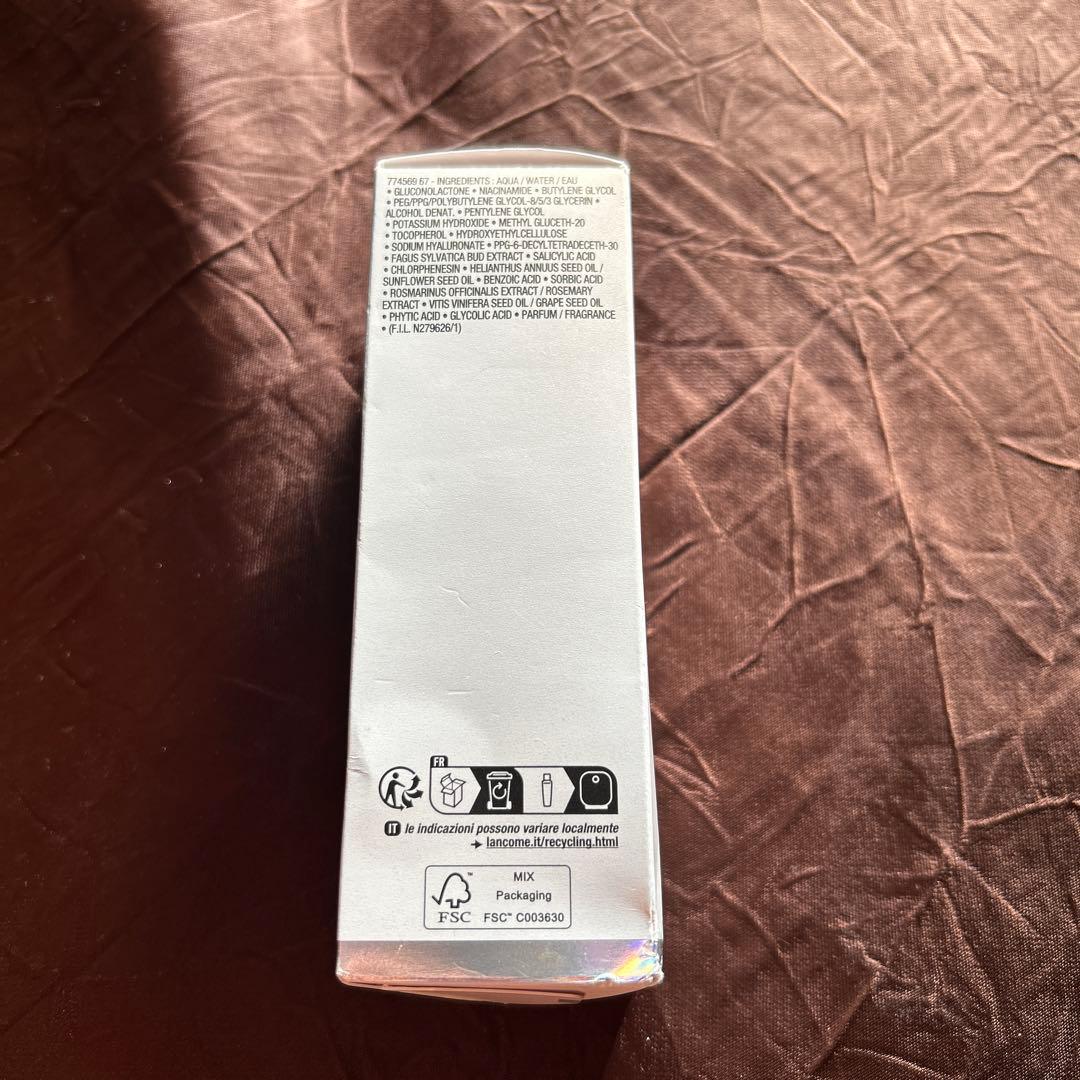 774569 67 - INGREDIENTS : AQUA / WATER / EAU
• GLUCONOLACTONE • NIACINAMIDE • BUTYLENE GLYCOL
• PEG/PPG/POLYBUTYLENE GLYCOL-8/5/3 GLYCERIN •
ALCOHOL DENAT. • PENTYLENE GLYCOL
• POTASSIUM HYDROXIDE • METHYL GLUCETH-20
• TOCOPHEROL • HYDROXYETHYLCELLULOSE
• SODIUM HYALURONATE • PPG-6-DECYLTETRADECETH-30
• FAGUS SYLVATICA BUD EXTRACT • SALICYLIC ACID
• CHLORPHENESIN • HELIANTHUS ANNUUS SEED OIL /
SUNFLOWER SEED OIL • BENZOIC ACID • SORBIC ACID
• ROSMARINUS OFFICINALIS EXTRACT / ROSEMARY
EXTRACT • VITIS VINIFERA SEED OIL / GRAPE SEED OIL
• PHYTIC ACID • GLYCOLIC ACID • PARFUM / FRAGRANCE
• (F.I.L. N279626/1)
FR
IT le indicazioni possono variare localmente
→ lancome.it/recycling.html
MIX
Packaging
FSC™ C003630
FSC ™